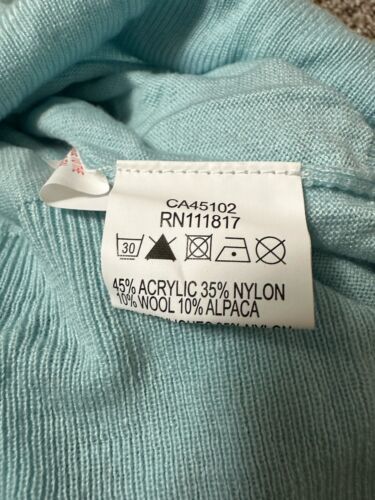 CA45102
RN111817
30
45% ACRYLIC 35% NYLON
10% WOOL 10% ALPACA